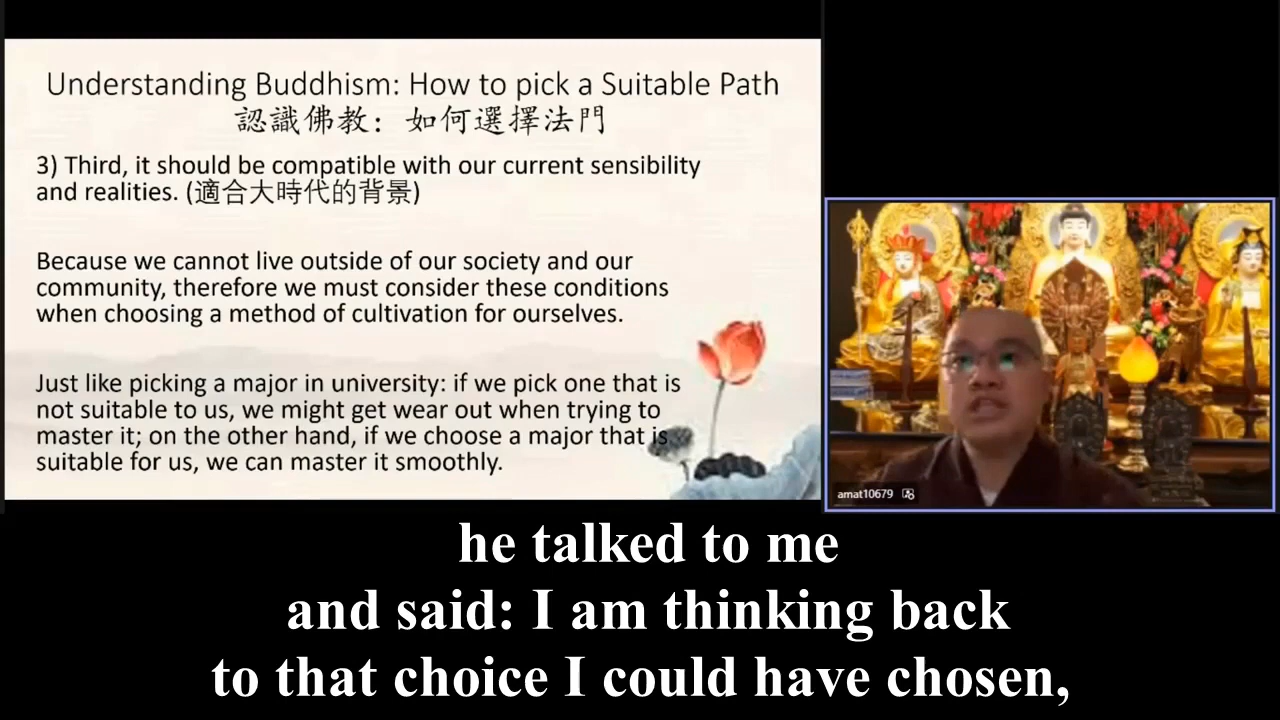 Understanding Buddhism: How to pick a Suitable Path
認識佛教：如何選擇法門
3) Third, it should be compatible with our current sensibility
and realities. (適合大時代的背景)
Because we cannot live outside of our society and our
community, therefore we must consider these conditions
when choosing a method of cultivation for ourselves.
Just like picking a major in university: if we pick one that is
not suitable to us, we might get wear out when trying to
master it; on the other hand, if we choose a major that is
suitable for us, we can master it smoothly.
amat10679
he talked to me
and said: I am thinking back
to that choice I could have chosen,